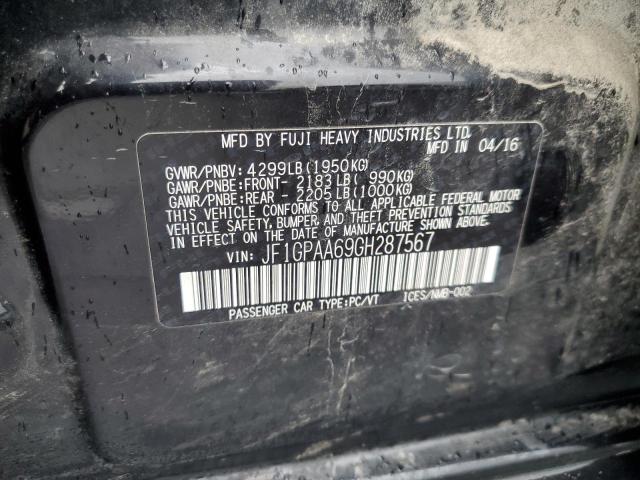 MFD BY FUJI HEAVY INDUSTRIES LTD.
MFD IN 04/16
GVWR/PNBV: 4299LB(1950KG)
GAWR/PNBE:FRONT- 2183LB( 990KG)
GAWR/PNBE:REAR - 2205LB(1000KG)
THIS VEHICLE CONFORMS TO ALL APPLICABLE FEDERAL MOTOR
VEHICLE SAFETY, BUMPER, AND THEFT PREVENTION STANDARDS
IN EFFECT ON THE DATE OF MANUFACTURE SHOWN ABOVE.
VIN: JF1GPAA69GH287567
PASSENGER CAR TYPE:PC/VT ICES/NMB-002